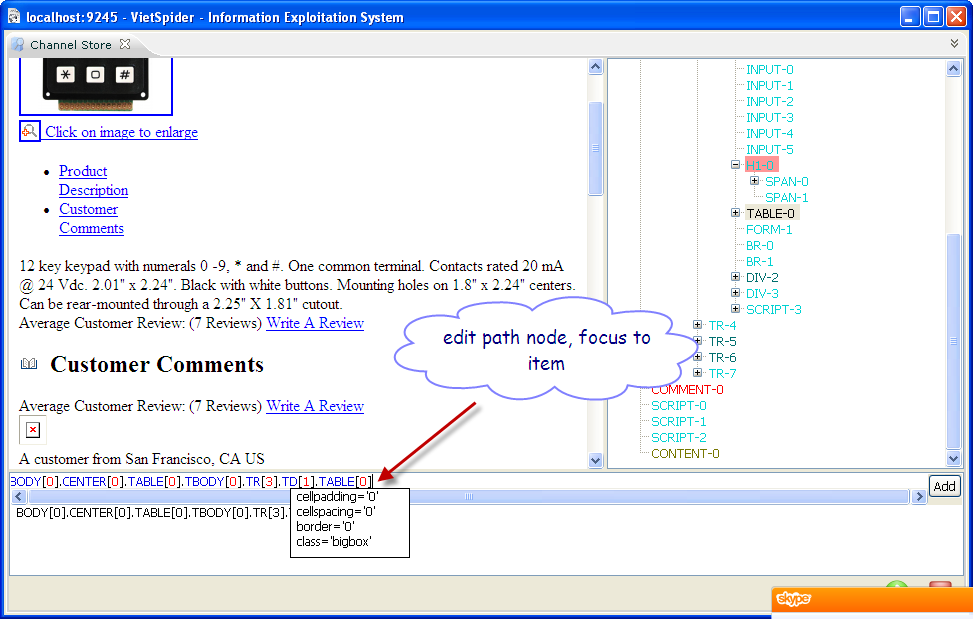 localhost:9245 - VietSpider - Information Exploitation System
Channel Store
* 0 #
Click on image to enlarge
Product
Description
Customer
Comments
12 key keypad with numerals 0 -9, * and #. One common terminal. Contacts rated 20 mA
@ 24 Vdc. 2.01" x 2.24". Black with white buttons. Mounting holes on 1.8" x 2.24" centers.
Can be rear-mounted through a 2.25" X 1.81" cutout.
Average Customer Review: (7 Reviews) Write A Review
Customer Comments
Average Customer Review: (7 Reviews) Write A Review
A customer from San Francisco, CA US
INPUT-0
INPUT-1
INPUT-2
INPUT-3
INPUT-4
INPUT-5
H1-0
SPAN-0
SPAN-1
TABLE-0
FORM-1
BR-0
BR-1
DIV-2
DIV-3
SCRIPT-3
TR-4
TR-5
TR-6
TR-7
COMMENT-0
SCRIPT-0
SCRIPT-1
SCRIPT-2
CONTENT-0
edit path node, focus to
item
BODY[0].CENTER[0].TABLE[0].TBODY[0].TR[3].TD[1].TABLE[0]
Add
BODY[0].CENTER[0].TABLE[0].TBODY[0].TR[3].
cellpadding='0'
cellspacing='0'
border='0'
class='bigbox'
skype